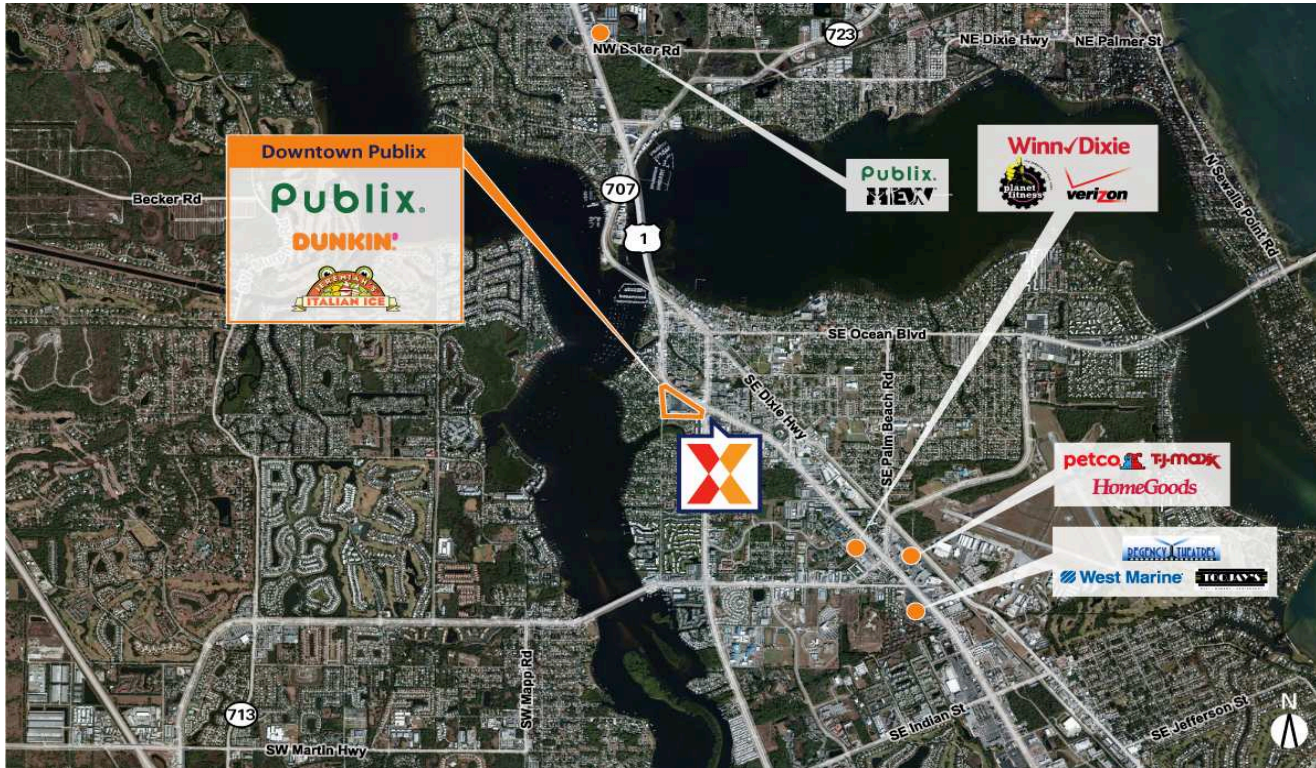 723
NW Baker Rd
NE Dixie Hwy
NE Palmer St
Downtown Publix
Publix.
DUNKIN'
JEREMIAH'S
ITALIAN ICE
Becker Rd
707
1
Publix.
Winn Dixie
planet
fitness
verizon
N Sewalls Point Rd
SE Ocean Blvd
SE Dixie Hwy
SE Palm Beach Rd
petco
T·J·maxx
HomeGoods
REGENCY THEATRES
West Marine
TOOJAY'S
713
SW Mapp Rd
SW Martin Hwy
SE Indian St
SE Jefferson St
N